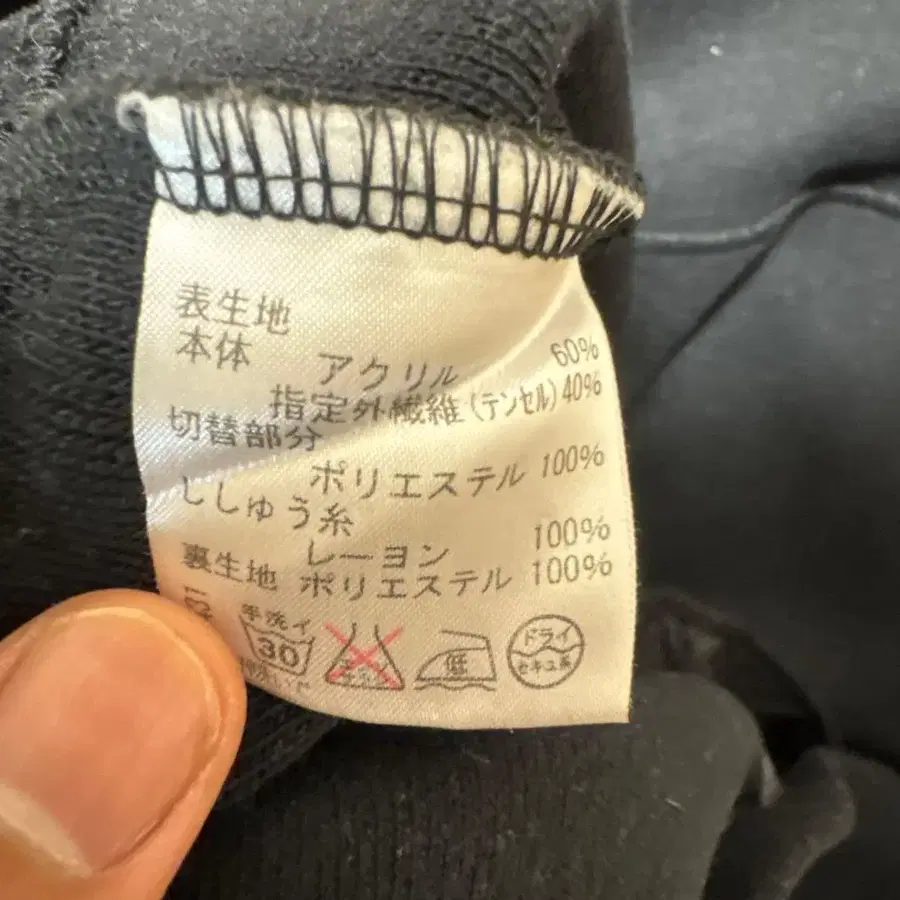 表生地
本体
アクリル 60%
指定外繊維(テンセル) 40%
切替部分
ポリエステル 100%
ししゅう糸
レーヨン 100%
裏生地 ポリエステル 100%
手洗イ
30
低
ドライ
セキユ系